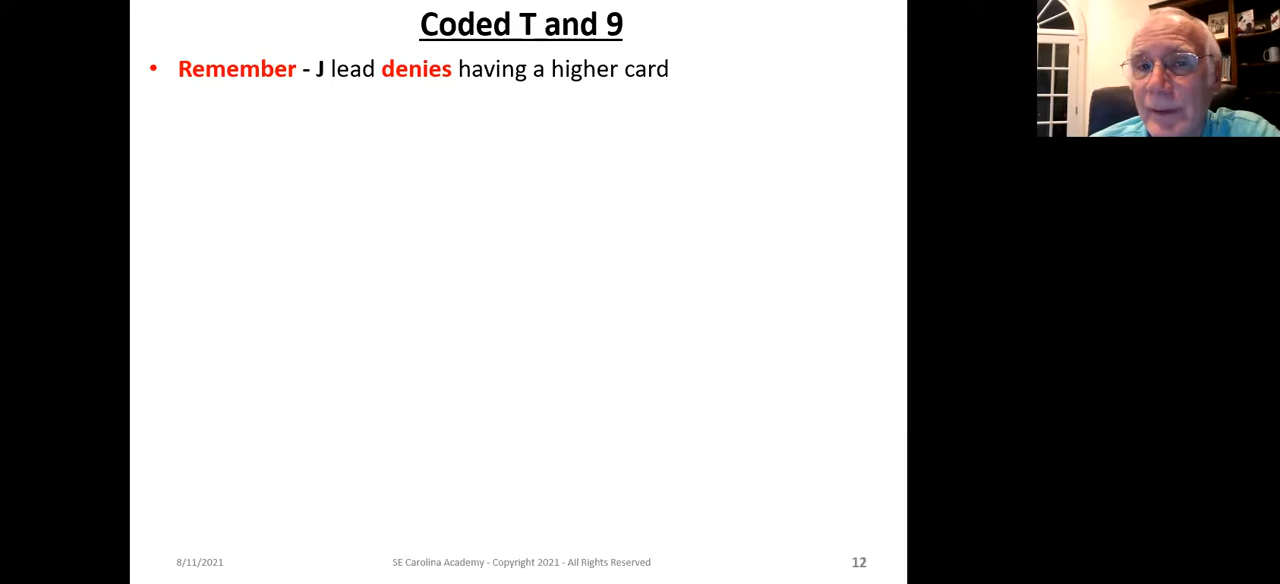 Coded T and 9
• Remember - J lead denies having a higher card
8/11/2021 SE Carolina Academy - Copyright 2021 - All Rights Reserved 12